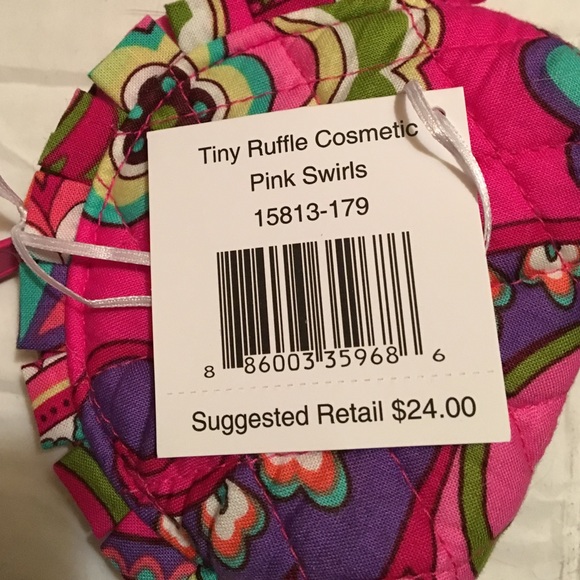 Tiny Ruffle Cosmetic
Pink Swirls
15813-179
8 86003 35968 6
Suggested Retail $24.00